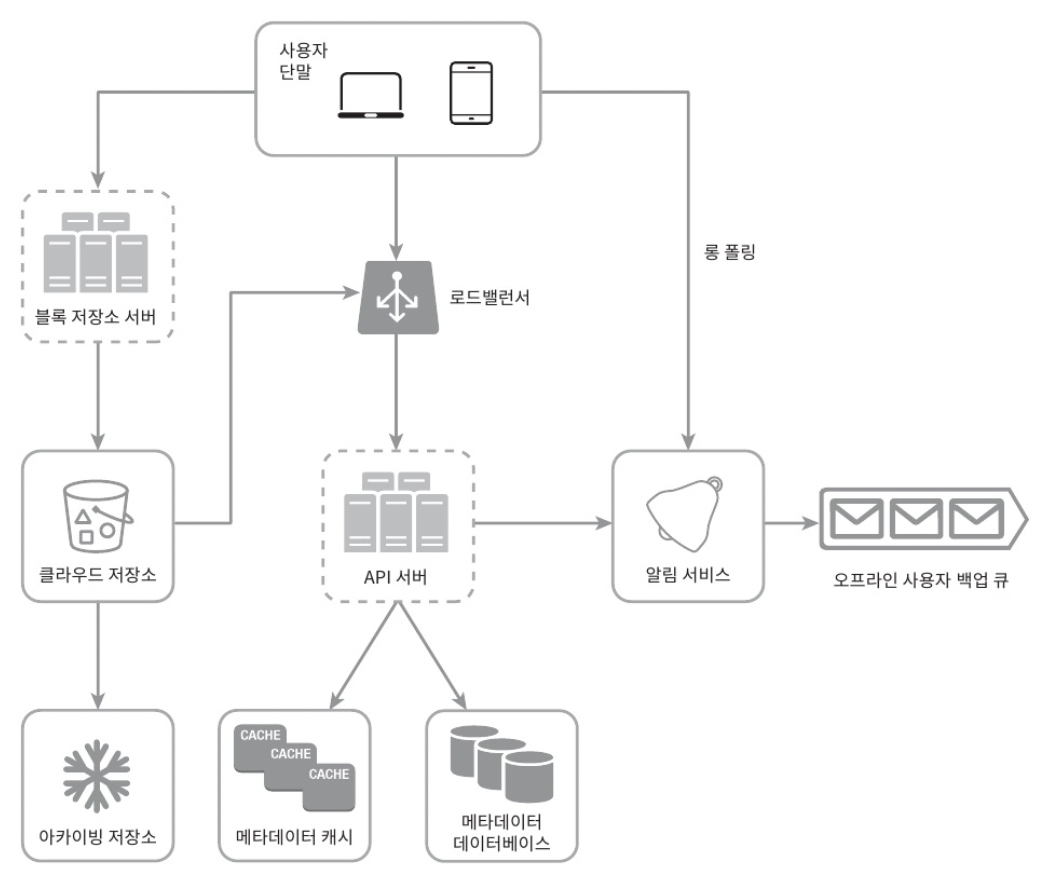 사용자
단말
롱 폴링
블록 저장소 서버
로드밸런서
클라우드 저장소
API 서버
알림 서비스
오프라인 사용자 백업 큐
아카이빙 저장소
CACHE
CACHE
CACHE
메타데이터 캐시
메타데이터
데이터베이스